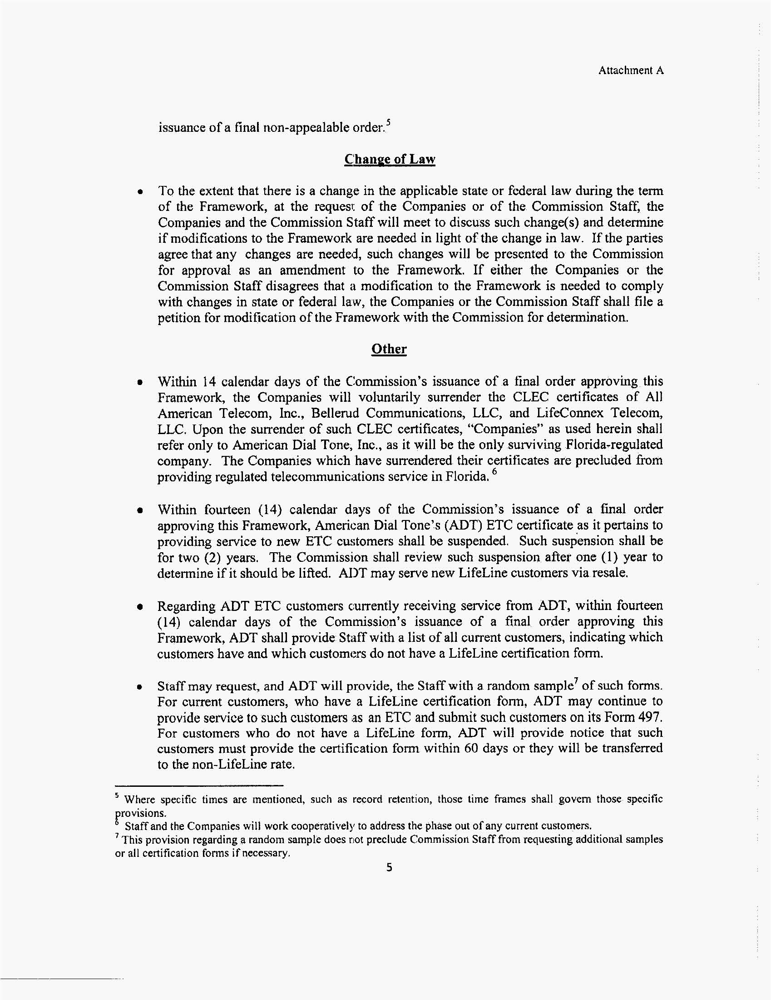 Attachment A
issuance of a final non-appealable order.5
Change of Law
• To the extent that there is a change in the applicable state or federal law during the term
of the Framework, at the request of the Companies or of the Commission Staff, the
Companies and the Commission Staff will meet to discuss such change(s) and determine
if modifications to the Framework are needed in light of the change in law. If the parties
agree that any changes are needed, such changes will be presented to the Commission
for approval as an amendment to the Framework. If either the Companies or the
Commission Staff disagrees that a modification to the Framework is needed to comply
with changes in state or federal law, the Companies or the Commission Staff shall file a
petition for modification of the Framework with the Commission for determination.
Other
• Within 14 calendar days of the Commission's issuance of a final order approving this
Framework, the Companies will voluntarily surrender the CLEC certificates of All
American Telecom, Inc., Bellerud Communications, LLC, and LifeConnex Telecom,
LLC. Upon the surrender of such CLEC certificates, "Companies" as used herein shall
refer only to American Dial Tone, Inc., as it will be the only surviving Florida-regulated
company. The Companies which have surrendered their certificates are precluded from
providing regulated telecommunications service in Florida. 6
• Within fourteen (14) calendar days of the Commission's issuance of a final order
approving this Framework, American Dial Tone's (ADT) ETC certificate as it pertains to
providing service to new ETC customers shall be suspended. Such suspension shall be
for two (2) years. The Commission shall review such suspension after one (1) year to
determine if it should be lifted. ADT may serve new LifeLine customers via resale.
• Regarding ADT ETC customers currently receiving service from ADT, within fourteen
(14) calendar days of the Commission's issuance of a final order approving this
Framework, ADT shall provide Staff with a list of all current customers, indicating which
customers have and which customers do not have a LifeLine certification form.
• Staff may request, and ADT will provide, the Staff with a random sample7 of such forms.
For current customers, who have a LifeLine certification form, ADT may continue to
provide service to such customers as an ETC and submit such customers on its Form 497.
For customers who do not have a LifeLine form, ADT will provide notice that such
customers must provide the certification form within 60 days or they will be transferred
to the non-LifeLine rate.
5 Where specific times are mentioned, such as record retention, those time frames shall govern those specific
provisions.
6 Staff and the Companies will work cooperatively to address the phase out of any current customers.
7 This provision regarding a random sample does not preclude Commission Staff from requesting additional samples
or all certification forms if necessary.
5